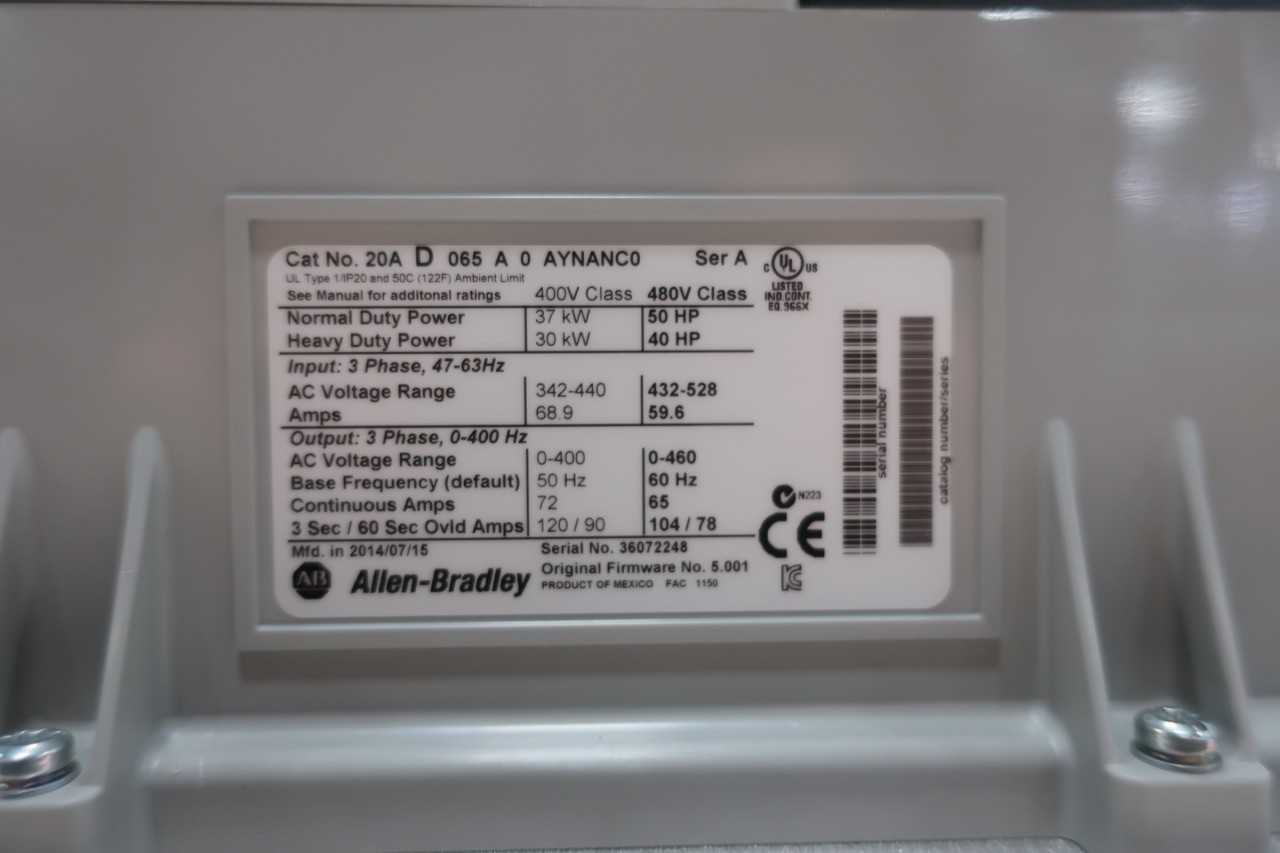 Cat No. 20A D 065 A 0 AYNANC0 Ser A
UL Type 1/IP20 and 50C (122F) Ambient Limit
See Manual for additonal ratings 400V Class 480V Class
Normal Duty Power 37 kW 50 HP
Heavy Duty Power 30 kW 40 HP
Input: 3 Phase, 47-63Hz
AC Voltage Range 342-440 432-528
Amps 68.9 59.6
Output: 3 Phase, 0-400 Hz
AC Voltage Range 0-400 0-460
Base Frequency (default) 50 Hz 60 Hz
Continuous Amps 72 65
3 Sec / 60 Sec Ovld Amps 120 / 90 104 / 78
Mfd. in 2014/07/15 Serial No. 36072248
Original Firmware No. 5.001
AB Allen-Bradley PRODUCT OF MEXICO FAC 1150
C UL US
LISTED
IND.CONT.
EQ.966X
N223
CE
serial number
catalog number/series